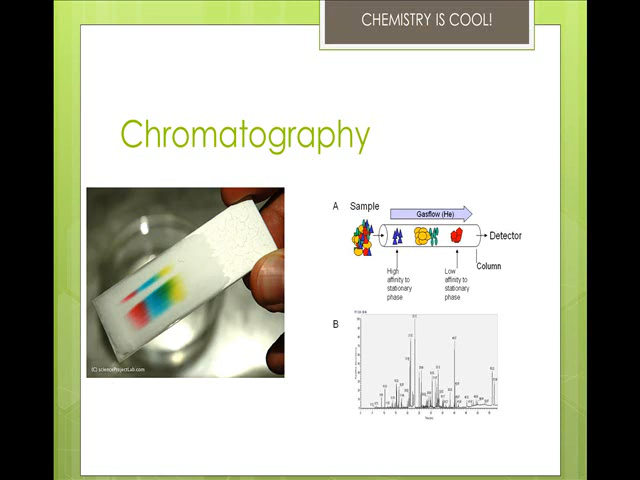 CHEMISTRY IS COOL!
Chromatography
(C) scienceProjectLab.com
A
Sample
Gasflow (He)
Detector
Column
High
affinity to
stationary
phase
Low
affinity to
stationary
phase
B